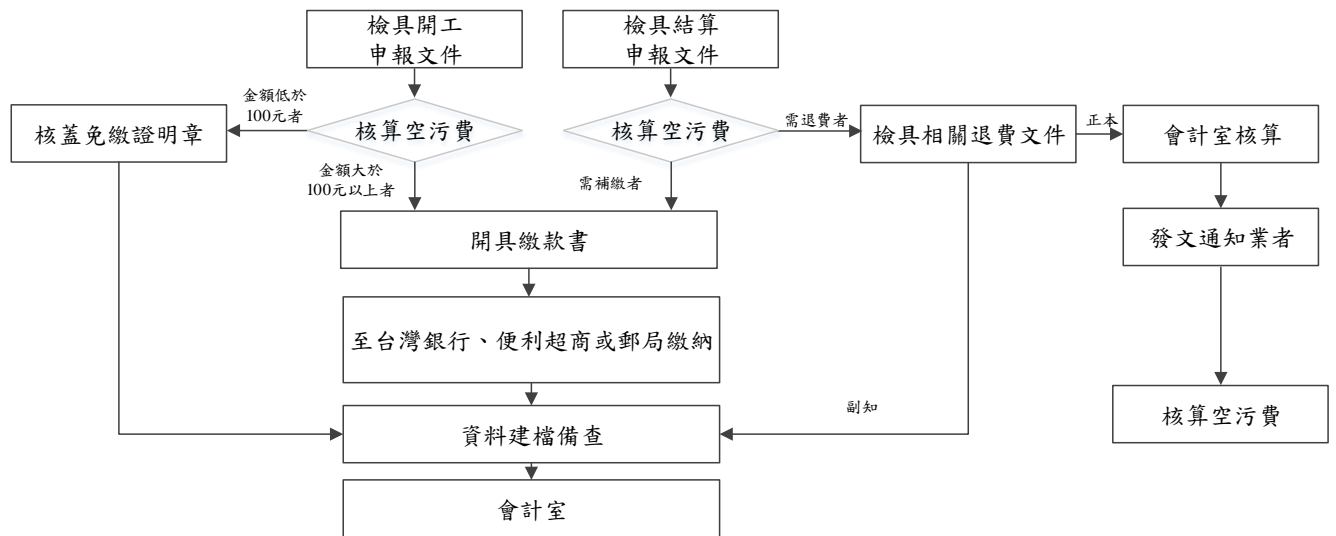 檢具開工
申報文件
檢具結算
申報文件
金額低於
100元者
核蓋免繳證明章
核算空污費
核算空污費
需退費者
檢具相關退費文件
正本
會計室核算
金額大於
100元以上者
需補繳者
開具繳款書
發文通知業者
至台灣銀行、便利超商或郵局繳納
副知
核算空污費
資料建檔備查
會計室